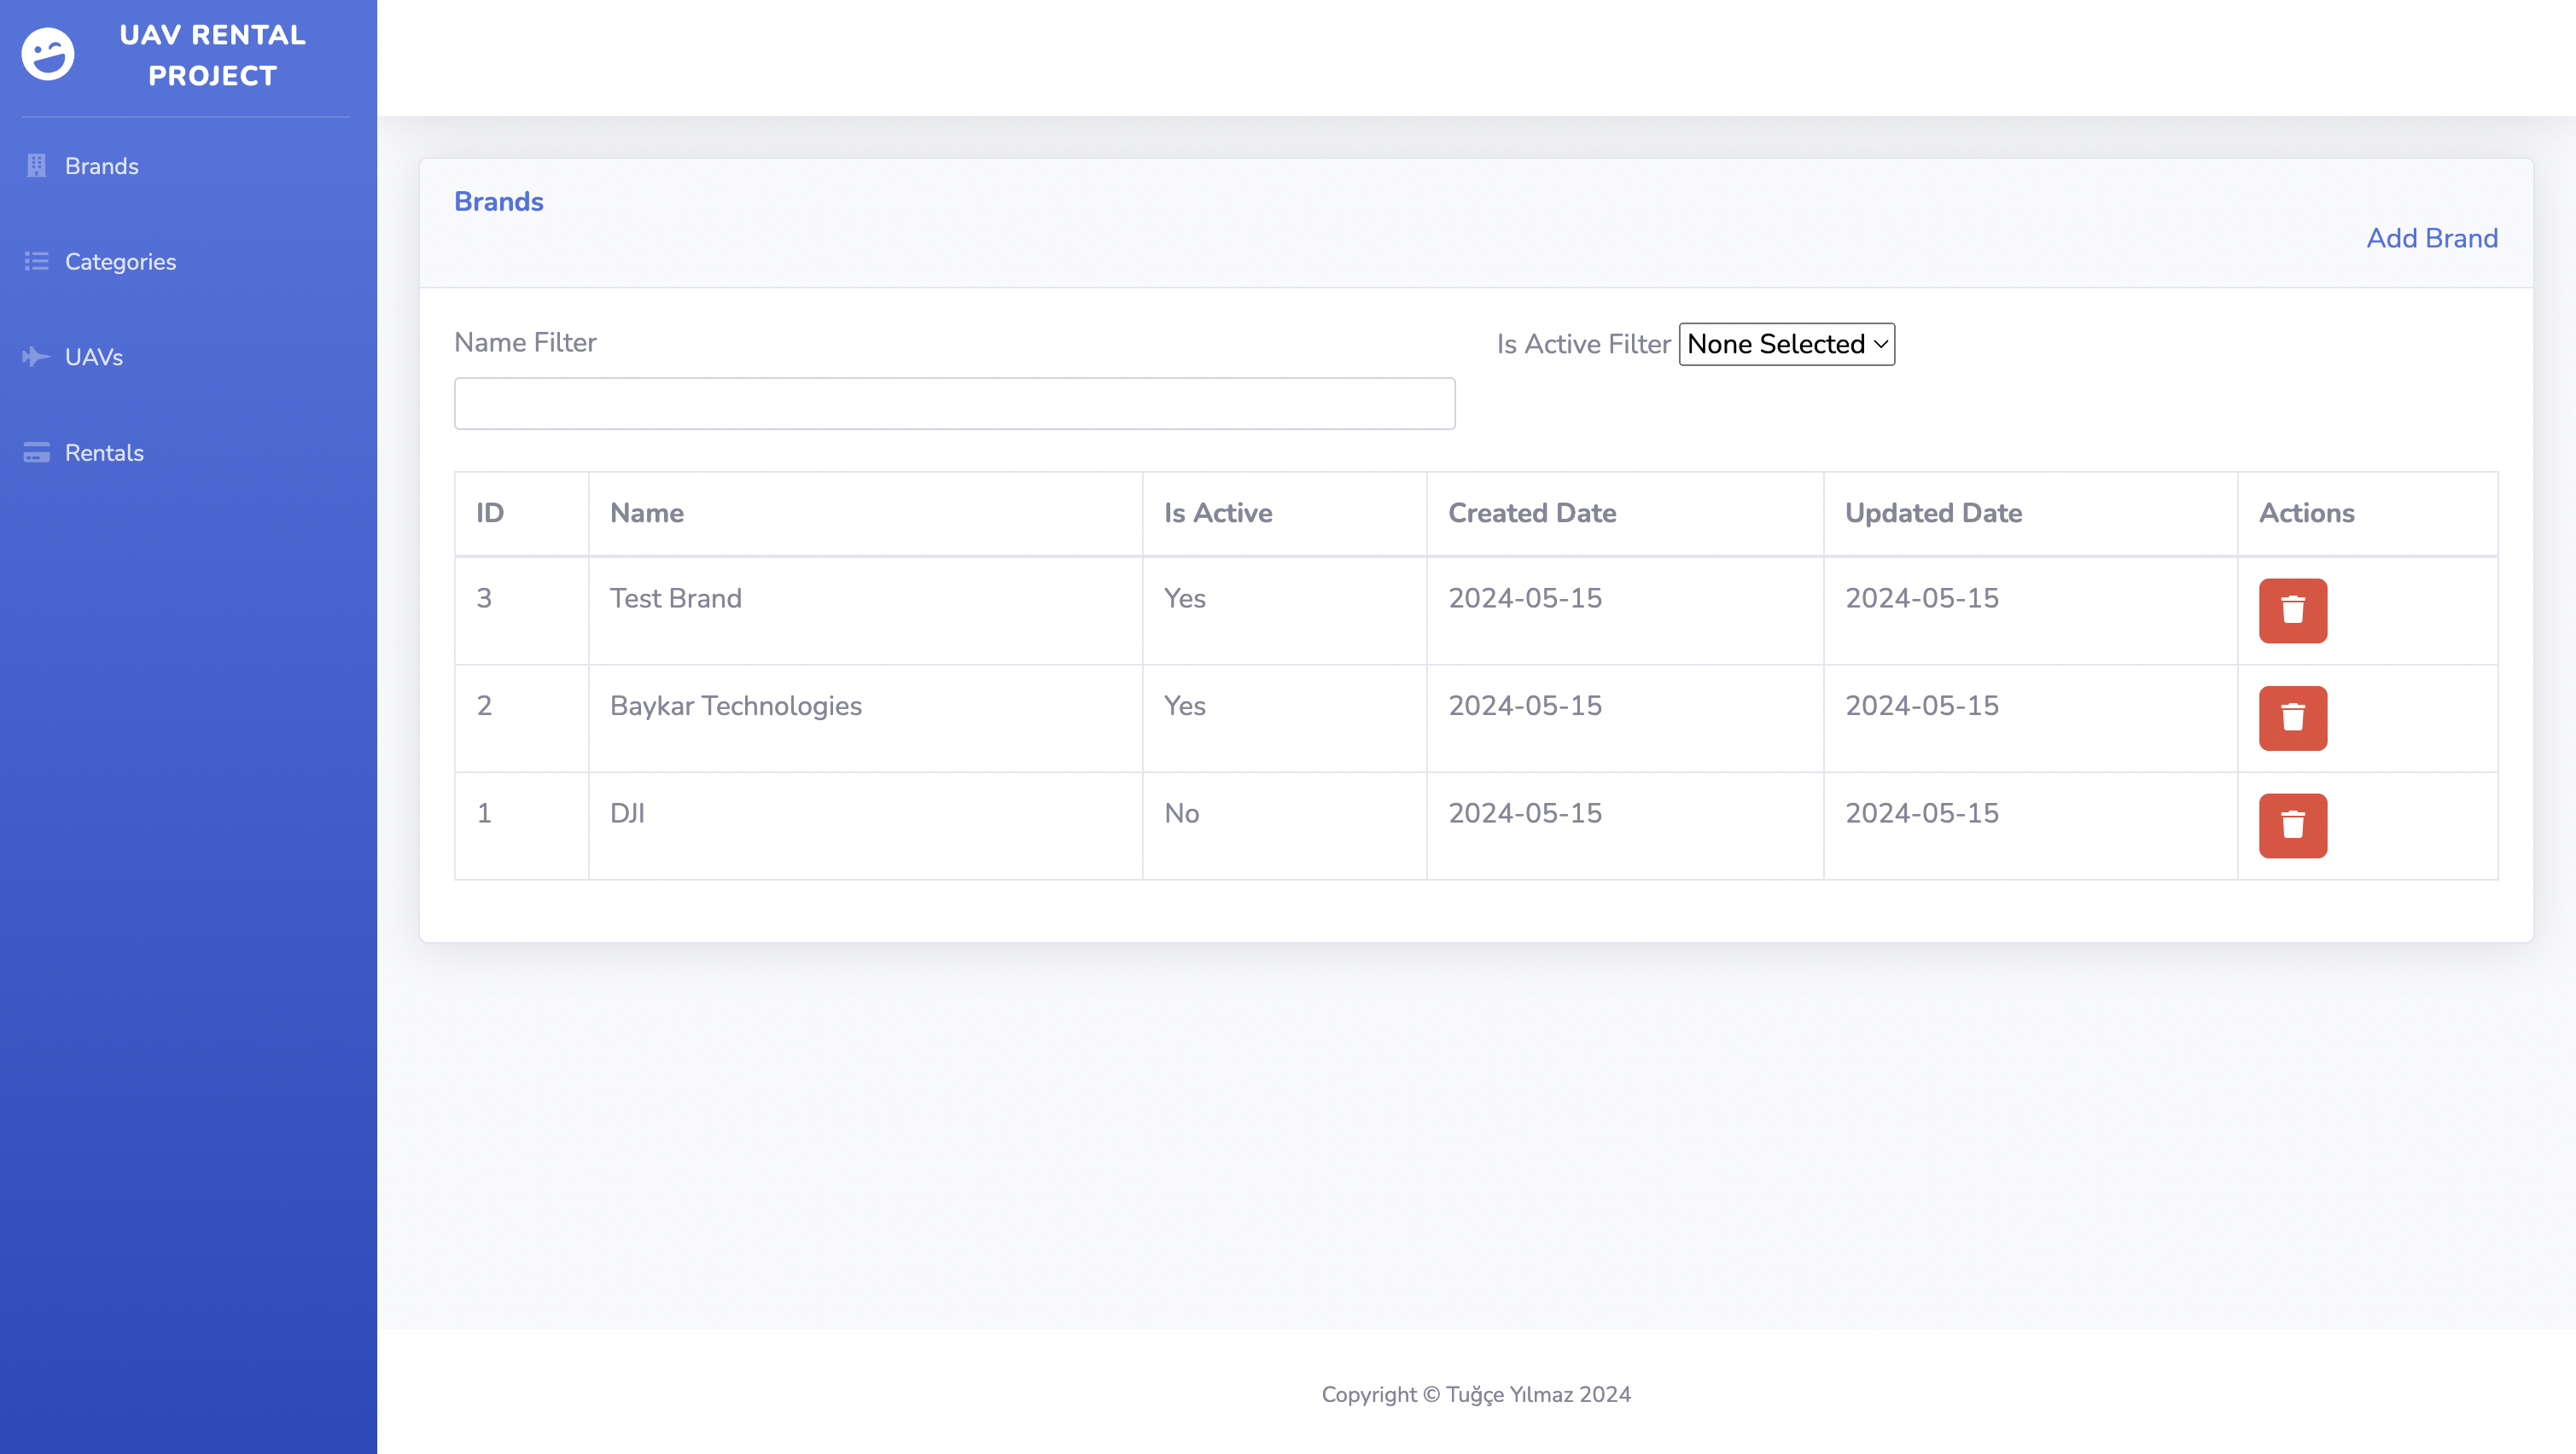 UAV RENTAL
PROJECT
Brands
Categories
UAVs
Rentals
Brands
Add Brand
Name Filter
Is Active Filter None Selected
ID Name Is Active Created Date Updated Date Actions
3 Test Brand Yes 2024-05-15 2024-05-15
2 Baykar Technologies Yes 2024-05-15 2024-05-15
1 DJI No 2024-05-15 2024-05-15
Copyright © Tuğçe Yılmaz 2024